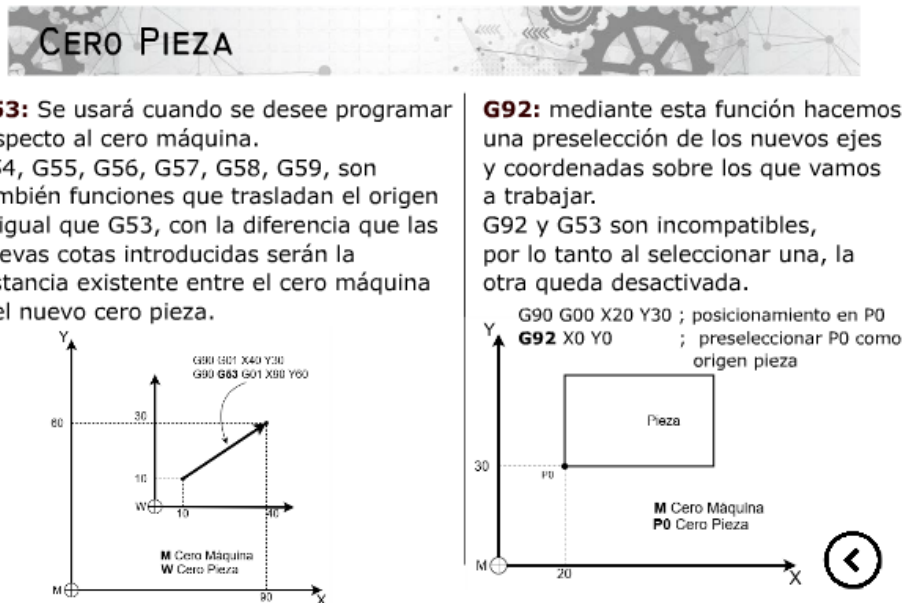 CERO PIEZA
53: Se usará cuando se desee programar
specto al cero máquina.
4, G55, G56, G57, G58, G59, son
mbién funciones que trasladan el origen
igual que G53, con la diferencia que las
evas cotas introducidas serán la
stancia existente entre el cero máquina
el nuevo cero pieza.
Y
G90 G01 X40 Y30
G90 G53 G01 X90 Y60
60
30
10
W
10
40
M Cero Máquina
W Cero Pieza
M
90
X
G92: mediante esta función hacemos
una preselección de los nuevos ejes
y coordenadas sobre los que vamos
a trabajar.
G92 y G53 son incompatibles,
por lo tanto al seleccionar una, la
otra queda desactivada.
G90 G00 X20 Y30 ; posicionamiento en P0
G92 X0 Y0 ; preseleccionar P0 como
origen pieza
Y
Pieza
30
P0
M Cero Máquina
P0 Cero Pieza
M
20
X